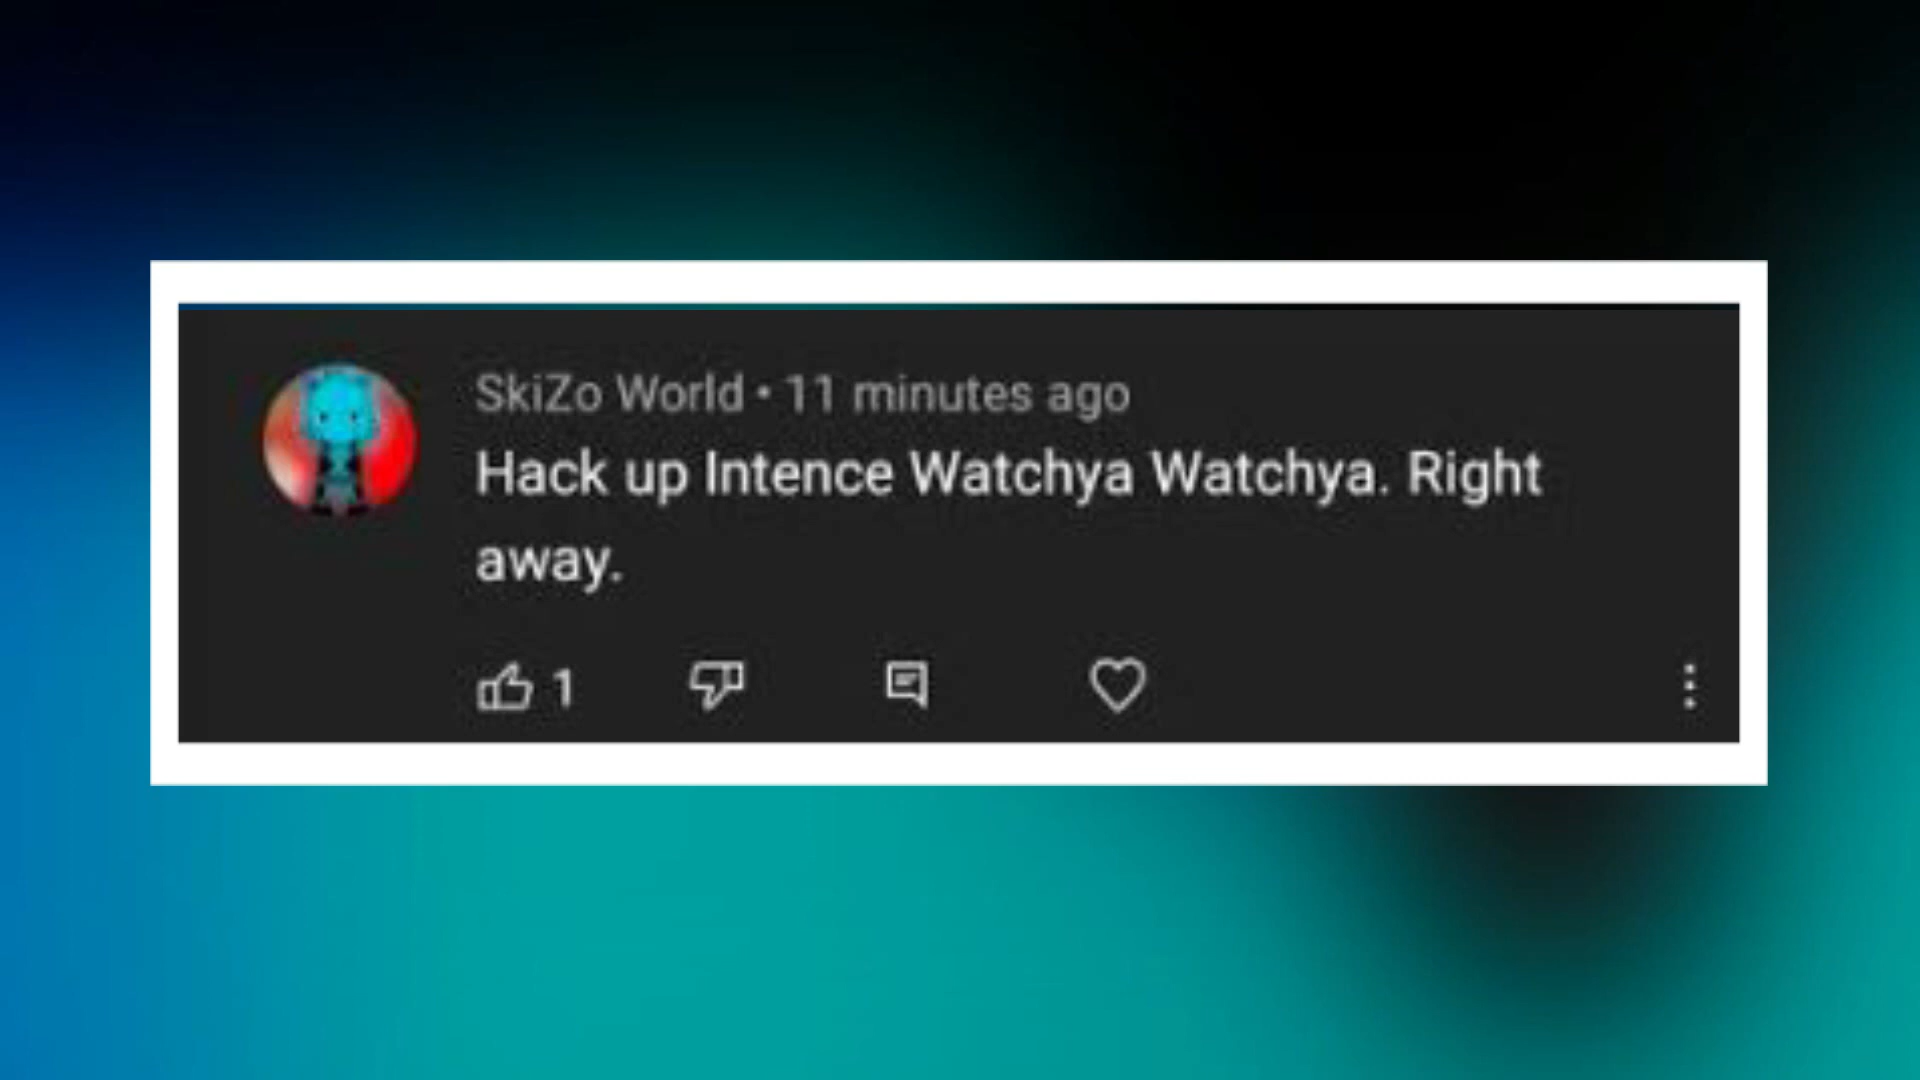 SkiZo World • 11 minutes ago
Hack up Intence Watchya Watchya. Right
away.
1